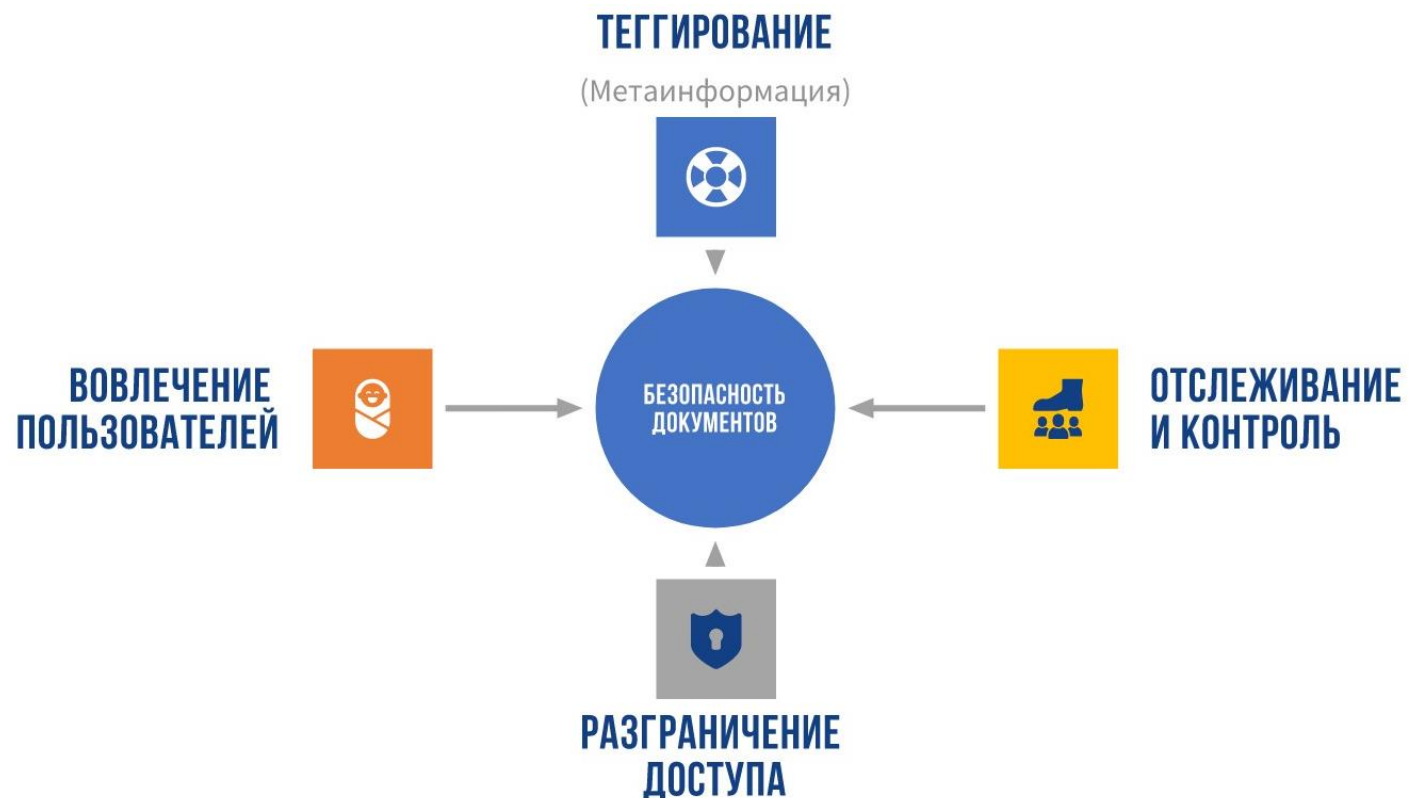 ТЕГГИРОВАНИЕ
(Метаинформация)
ВОВЛЕЧЕНИЕ
ПОЛЬЗОВАТЕЛЕЙ
БЕЗОПАСНОСТЬ
ДОКУМЕНТОВ
ОТСЛЕЖИВАНИЕ
И КОНТРОЛЬ
РАЗГРАНИЧЕНИЕ
ДОСТУПА